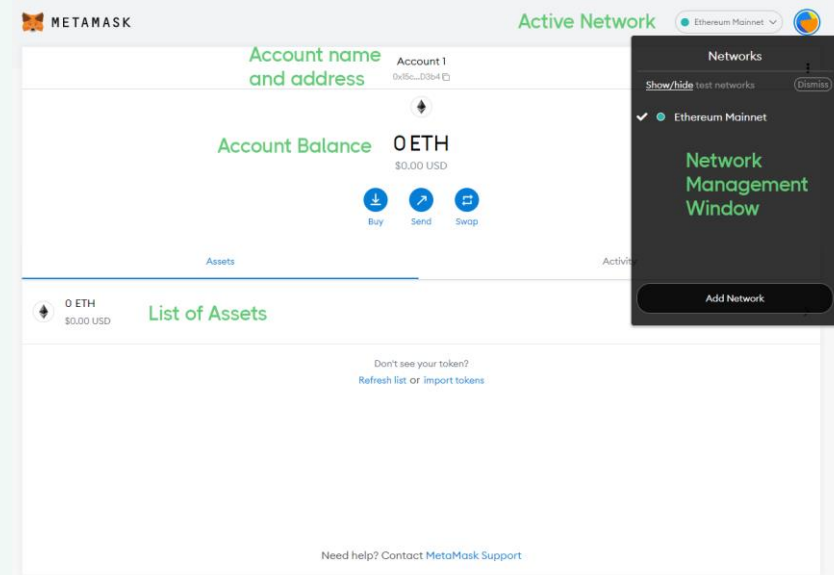 METAMASK
Active Network
Ethereum Mainnet
Account name
and address
Account 1
0x15c...D3b4
Networks
Show/hide test networks
Dismiss
Ethereum Mainnet
Account Balance
0 ETH
$0.00 USD
Network
Management
Window
Buy
Send
Swap
Assets
Activity
Add Network
0 ETH
$0.00 USD
List of Assets
Don't see your token?
Refresh list or import tokens
Need help? Contact MetaMask Support